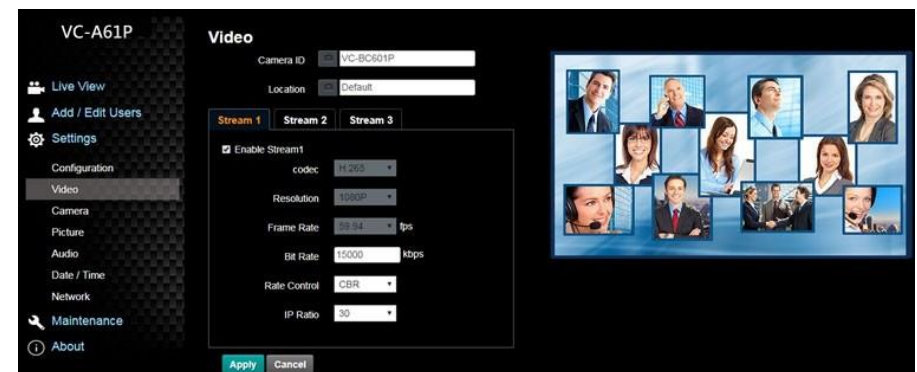 VC-A61P
Live View
Add / Edit Users
Settings
Configuration
Video
Camera
Picture
Audio
Date / Time
Network
Maintenance
About
Video
Camera ID VC-BC601P
Location Default
Stream 1 Stream 2 Stream 3
Enable Stream1
codec H.265
Resolution 1080P
Frame Rate 59.94 fps
Bit Rate 15000 kbps
Rate Control CBR
IP Ratio 30
Apply Cancel